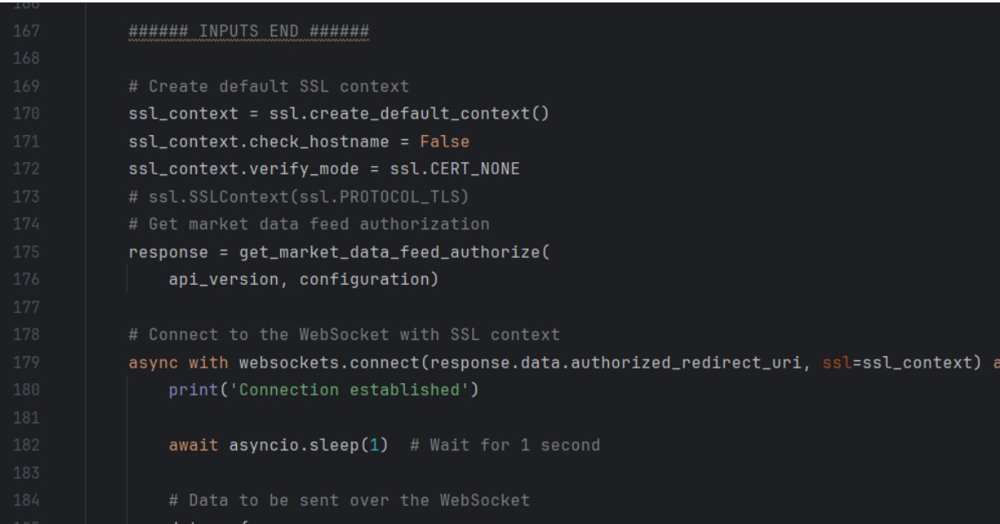 166
167 ###### INPUTS END ######
168
169 # Create default SSL context
170 ssl_context = ssl.create_default_context()
171 ssl_context.check_hostname = False
172 ssl_context.verify_mode = ssl.CERT_NONE
173 # ssl.SSLContext(ssl.PROTOCOL_TLS)
174 # Get market data feed authorization
175 response = get_market_data_feed_authorize(
176     api_version, configuration)
177
178 # Connect to the WebSocket with SSL context
179 async with websockets.connect(response.data.authorized_redirect_uri, ssl=ssl_context) a
180     print('Connection established')
181
182     await asyncio.sleep(1)  # Wait for 1 second
183
184     # Data to be sent over the WebSocket